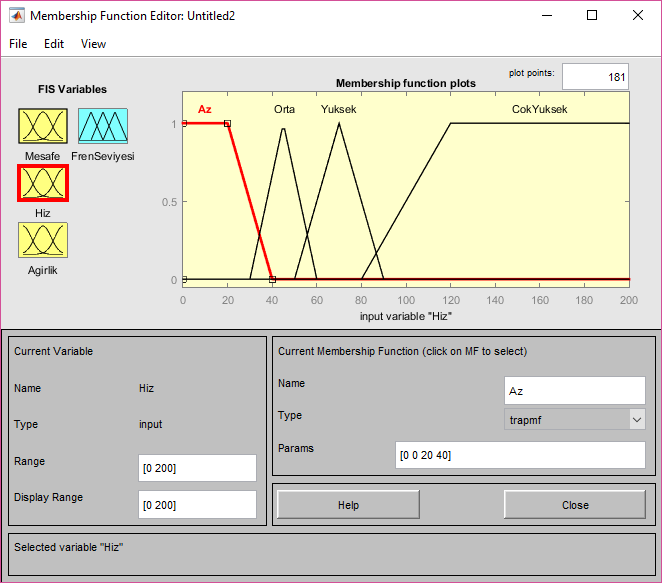 Membership Function Editor: Untitled2
File Edit View
FIS Variables
Mesafe
FrenSeviyesi
Hiz
Agirlik
plot points: 181
Membership function plots
Az Orta Yuksek CokYuksek
1
0.5
0
0 20 40 60 80 100 120 140 160 180 200
input variable "Hiz"
Current Variable
Name Hiz
Type input
Range [0 200]
Display Range [0 200]
Current Membership Function (click on MF to select)
Name Az
Type trapmf
Params [0 0 20 40]
Help Close
Selected variable "Hiz"